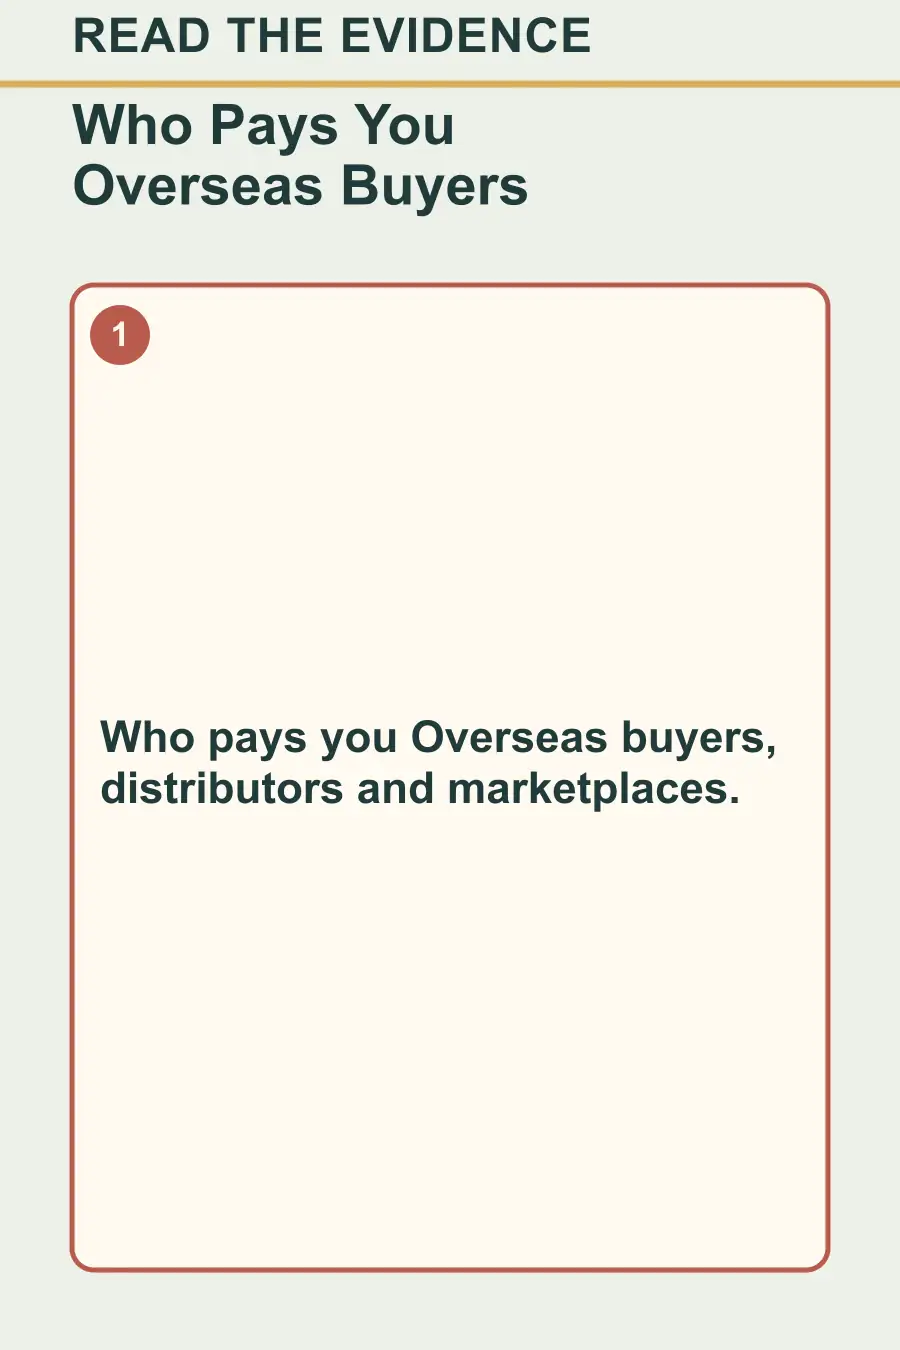 READ THE EVIDENCE
Who Pays You
Overseas Buyers
1
Who pays you Overseas buyers,
distributors and marketplaces.